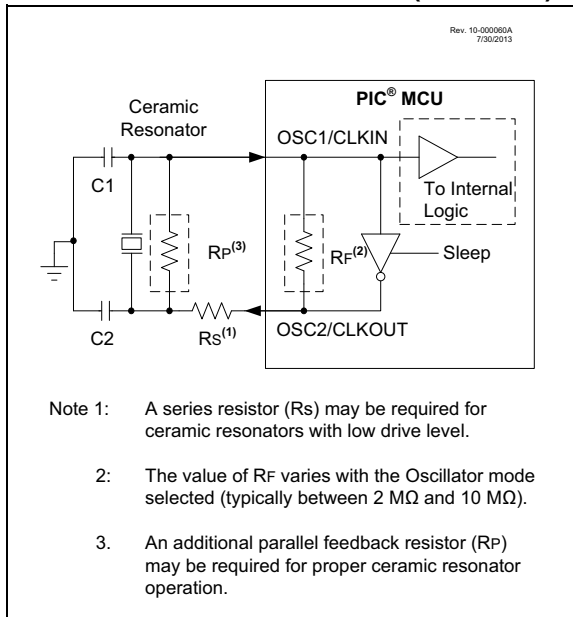 Rev. 10-000060A
7/30/2013
PIC® MCU
Ceramic
Resonator
OSC1/CLKIN
C1
To Internal
Logic
RP(3)
RF(2)
Sleep
C2
RS(1)
OSC2/CLKOUT
Note 1: A series resistor (Rs) may be required for
ceramic resonators with low drive level.
2: The value of RF varies with the Oscillator mode
selected (typically between 2 MΩ and 10 MΩ).
3. An additional parallel feedback resistor (RP)
may be required for proper ceramic resonator
operation.